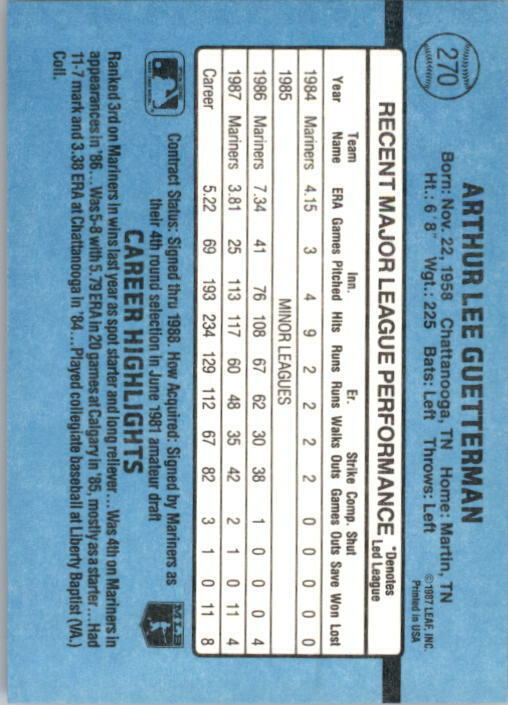 270
ARTHUR LEE GUETTERMAN
Born: Nov. 22, 1958 Chattanooga, TN Home: Martin, TN
Ht.: 6' 8" Wgt.: 225 Bats: Left Throws: Left
©1987 LEAF, INC.
Printed in USA
RECENT MAJOR LEAGUE PERFORMANCE *Denotes Led League
Year Team Name ERA Games Inn. Pitched Hits Runs Er. Runs Walks Strike Outs Comp. Games Shut Outs Save Won Lost
1984 Mariners 4.15 3 4 9 2 2 2 2 0 0 0 0 0
1985 MINOR LEAGUES
1986 Mariners 7.34 41 76 108 67 62 30 38 1 0 0 0 4
1987 Mariners 3.81 25 113 117 60 48 35 42 2 1 0 11 4
Career 5.22 69 193 234 129 112 67 82 3 1 0 11 8
Contract Status: Signed thru 1988. How Acquired: Signed by Mariners as
their 4th round selection in June 1981 amateur draft
MLB
CAREER HIGHLIGHTS
Ranked 3rd on Mariners in wins last year as spot starter and long reliever...Was 4th on Mariners in
appearances in '86...Was 5-8 with 5.79 ERA in 20 games at Calgary in '85, mostly as a starter...Had
11-7 mark and 3.38 ERA at Chattanooga in '84...Played collegiate baseball at Liberty Baptist (VA.)
Coll.